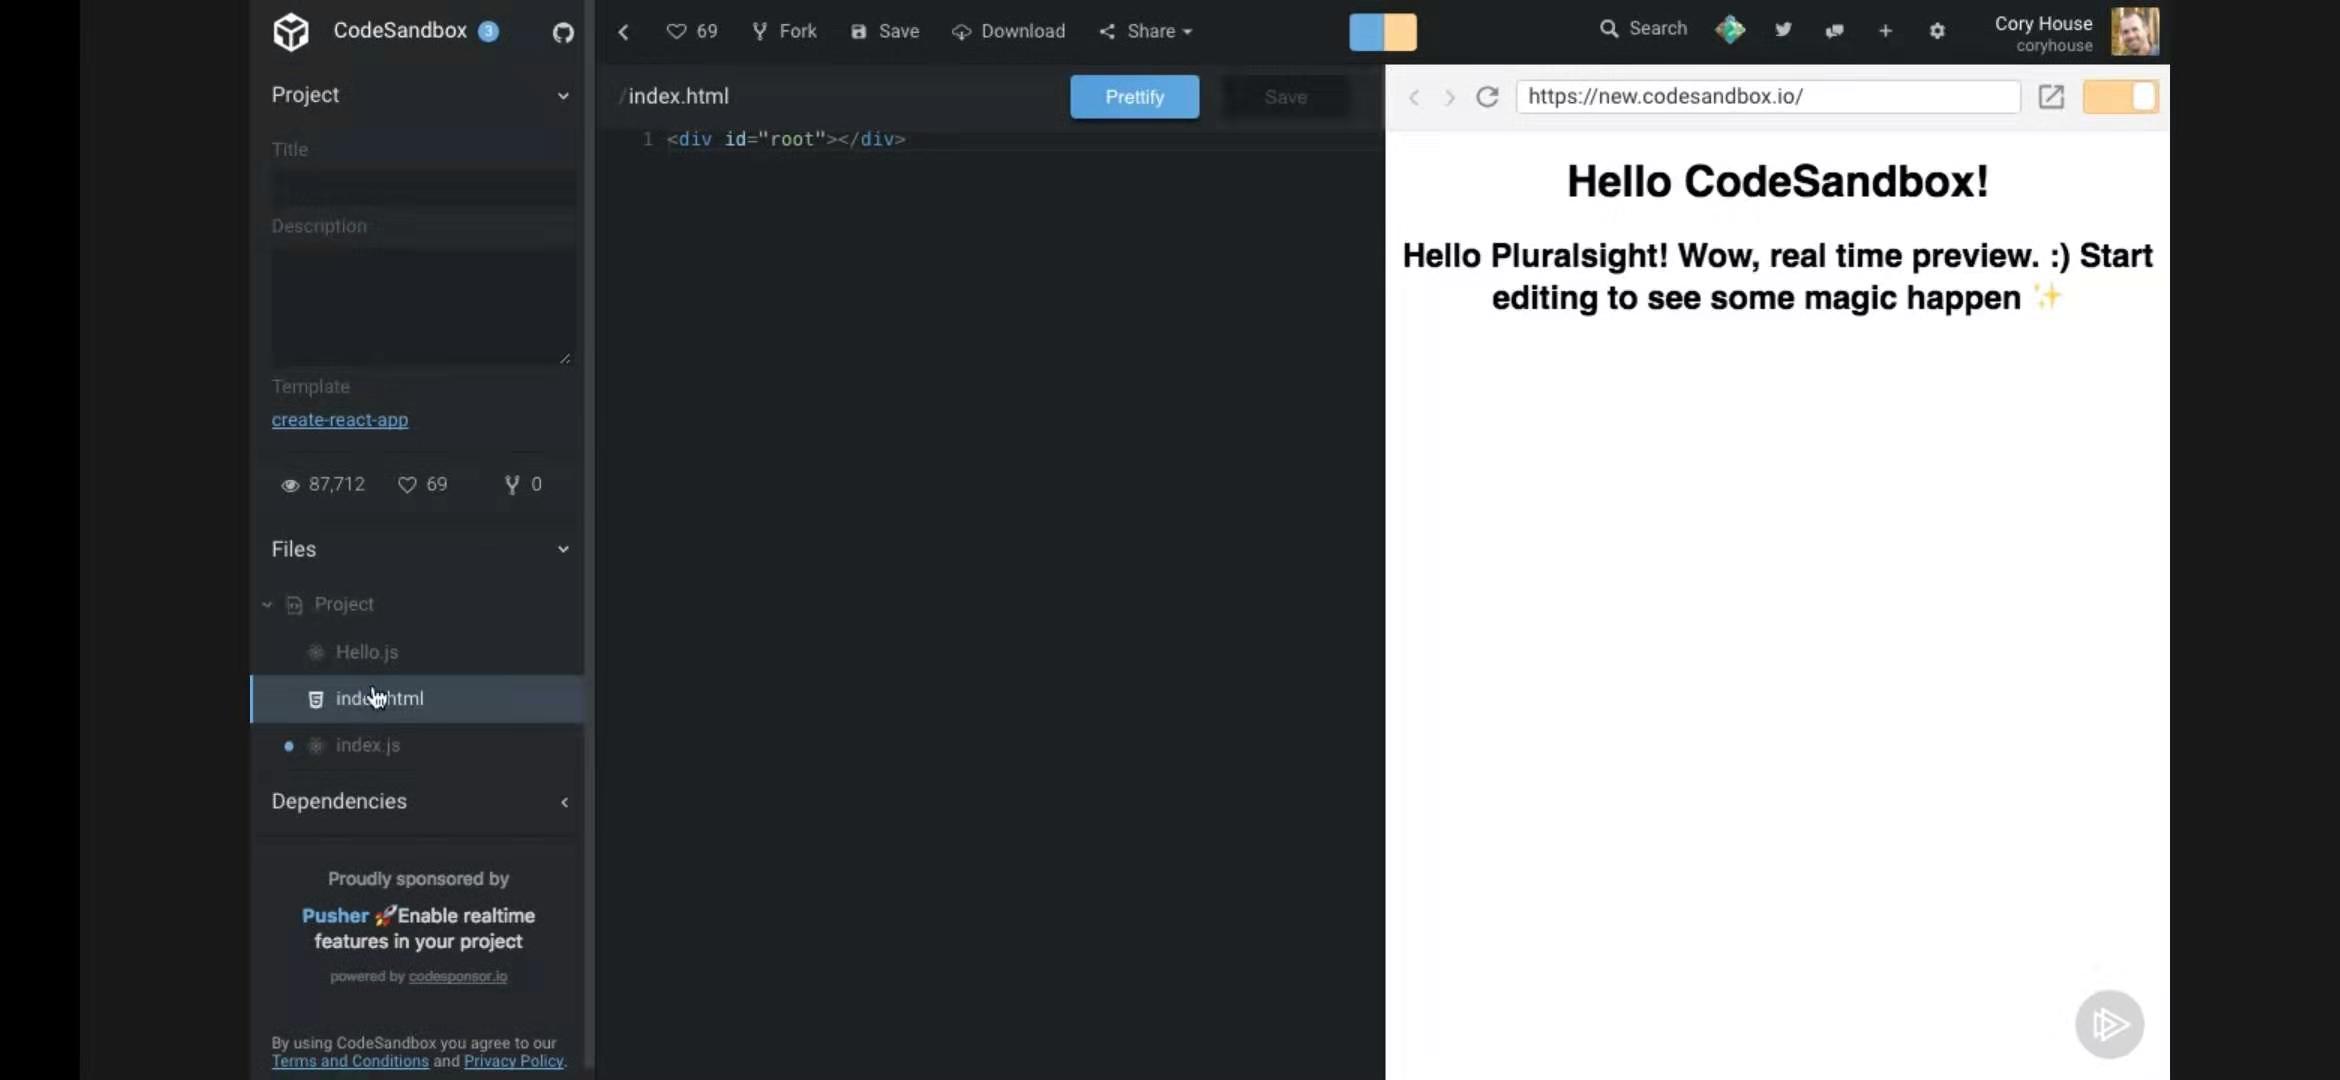 CodeSandbox 3
69 Fork Save Download Share
Search
Cory House
coryhouse
Project
Title
Description
Template
create-react-app
87,712 69 0
Files
Project
Hello.js
index.html
index.js
Dependencies
Proudly sponsored by
Pusher 🚀Enable realtime
features in your project
powered by codesponsor.io
By using CodeSandbox you agree to our
Terms and Conditions and Privacy Policy.
/index.html
Prettify
Save
1 <div id="root"></div>
https://new.codesandbox.io/
Hello CodeSandbox!
Hello Pluralsight! Wow, real time preview. :) Start
editing to see some magic happen ✨